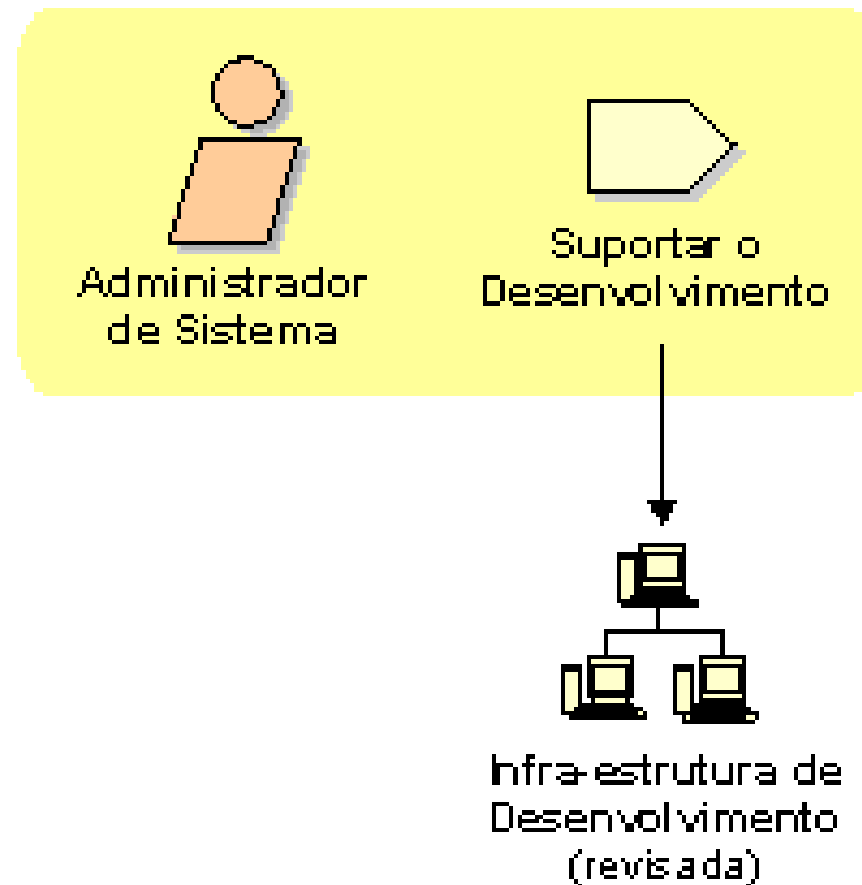 Administrador
de Sistema
Suportar o
Desenvolvimento
Infra-estrutura de
Desenvolvimento
(revisada)